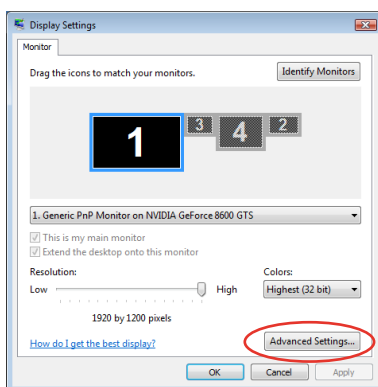 Display Settings
Monitor
Drag the icons to match your monitors.
Identify Monitors
1 3 4 2
1. Generic PnP Monitor on NVIDIA GeForce 8600 GTS
This is my main monitor
Extend the desktop onto this monitor
Resolution: Colors:
Low High Highest (32 bit)
1920 by 1200 pixels
How do I get the best display? Advanced Settings...
OK Cancel Apply